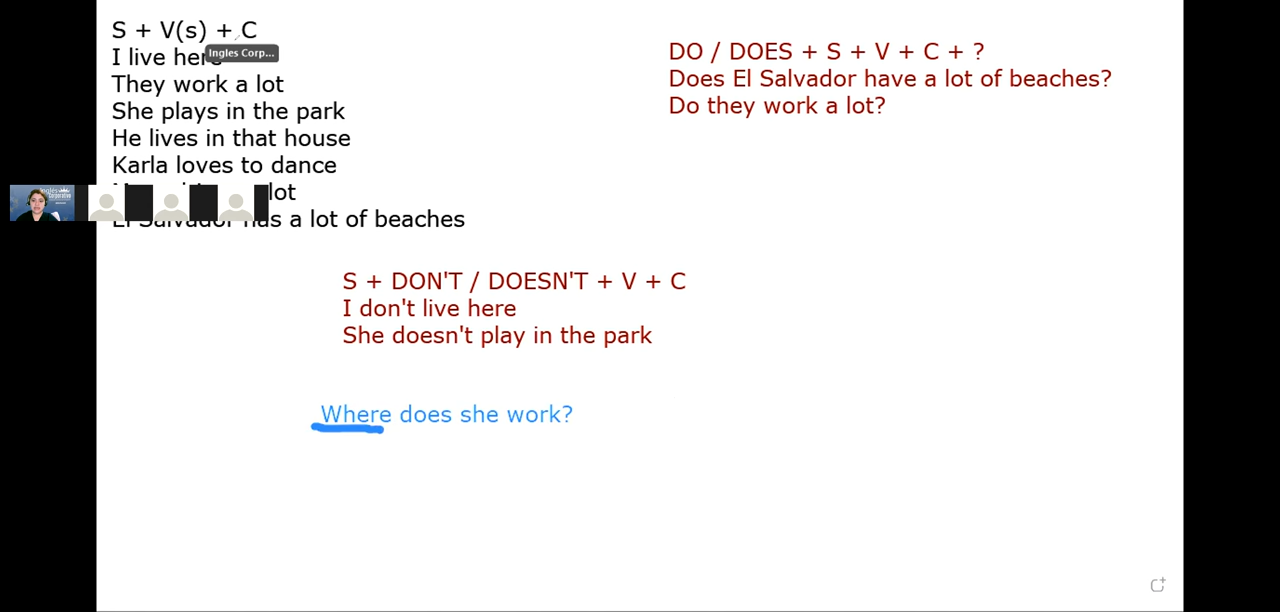 S + V(s) + C
Ingles Corp...
I live here
They work a lot
She plays in the park
He lives in that house
Karla loves to dance
lot
El Salvador has a lot of beaches
DO / DOES + S + V + C + ?
Does El Salvador have a lot of beaches?
Do they work a lot?
S + DON'T / DOESN'T + V + C
I don't live here
She doesn't play in the park
Where does she work?